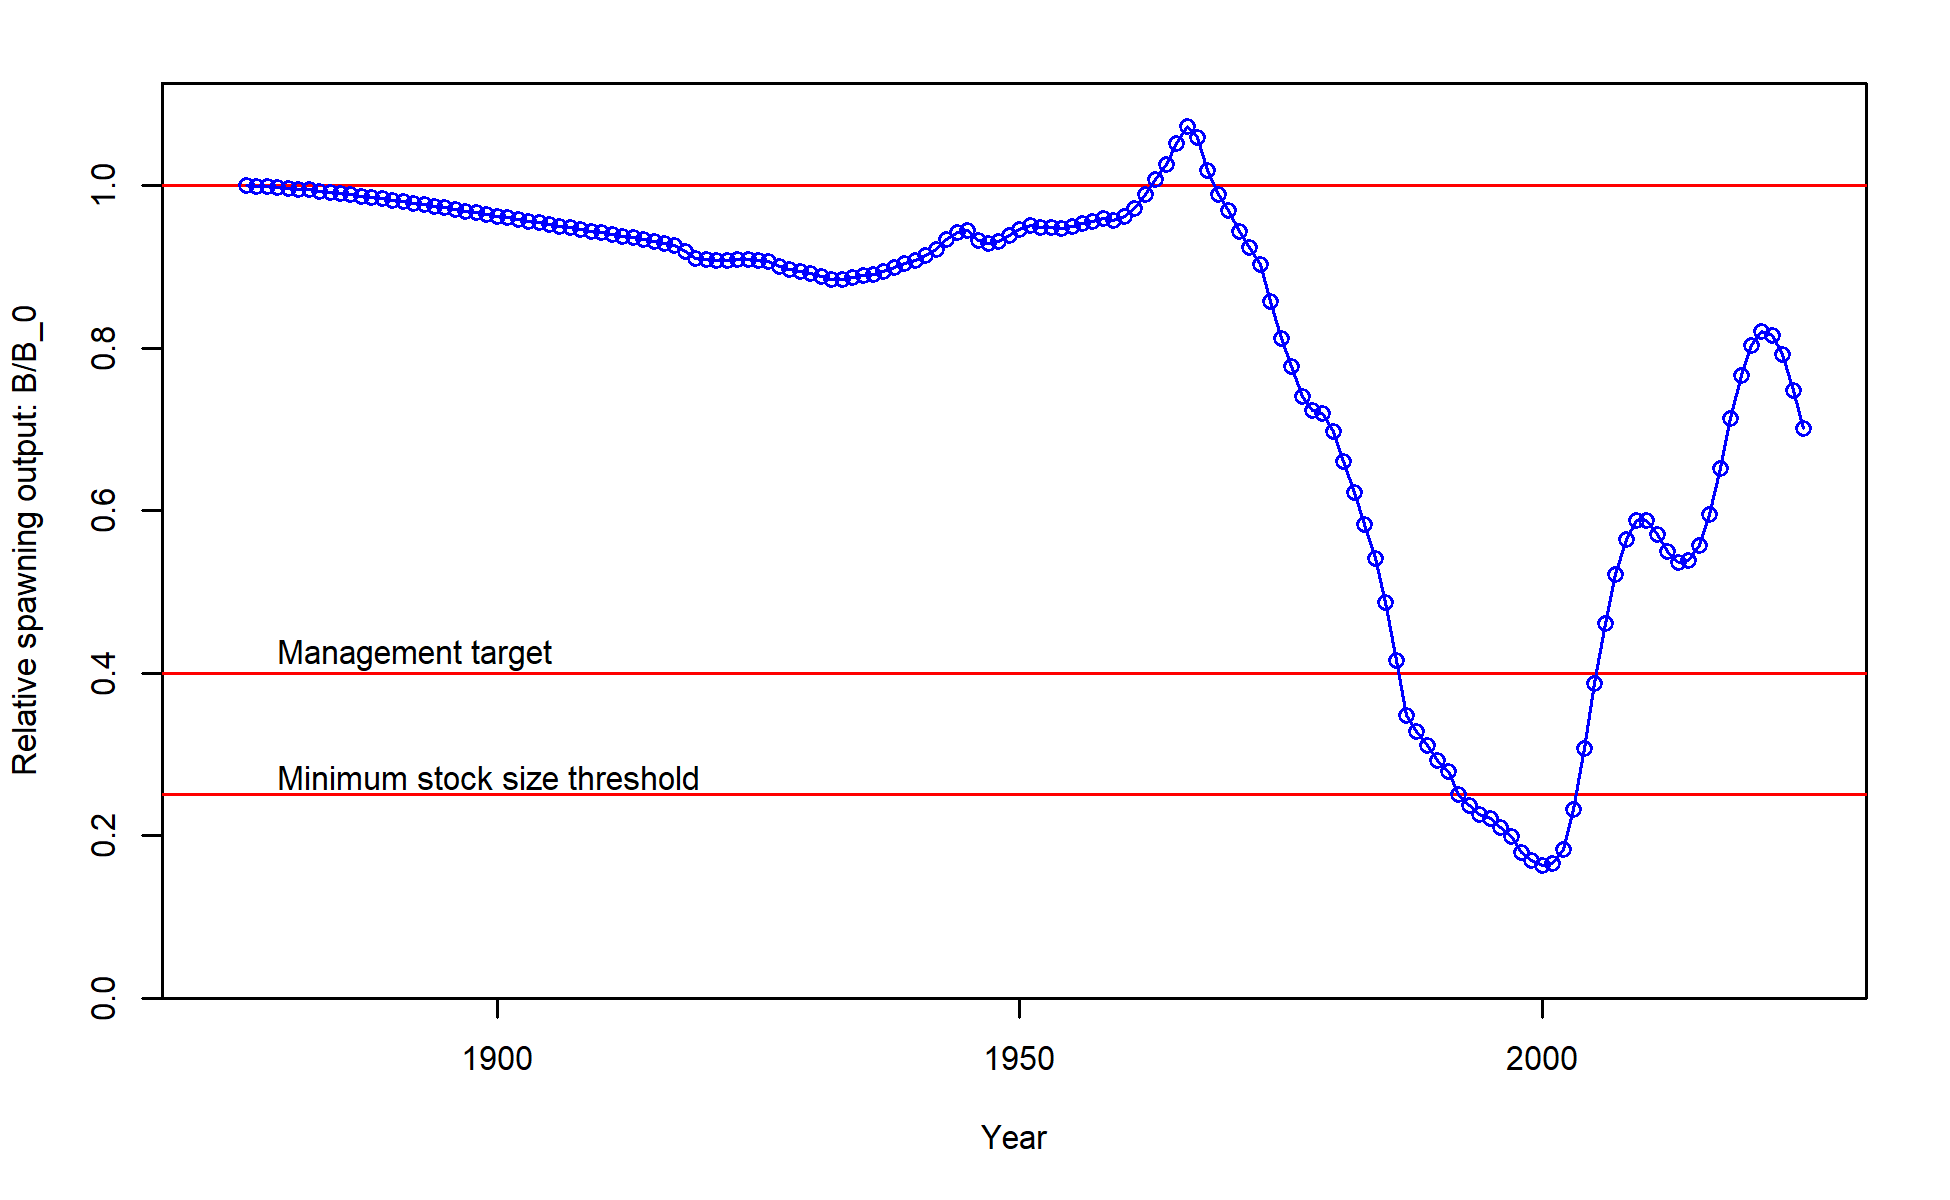 Relative spawning output: B/B_0
1.0
0.8
0.6
0.4
0.2
0.0
Management target
Minimum stock size threshold
1900 1950 2000
Year